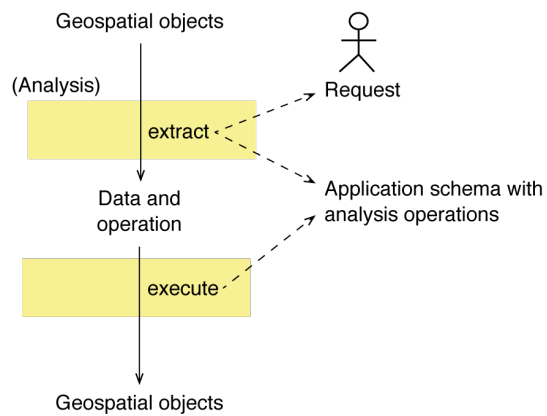 Geospatial objects
(Analysis)
Request
extract
Data and
operation
Application schema with
analysis operations
execute
Geospatial objects